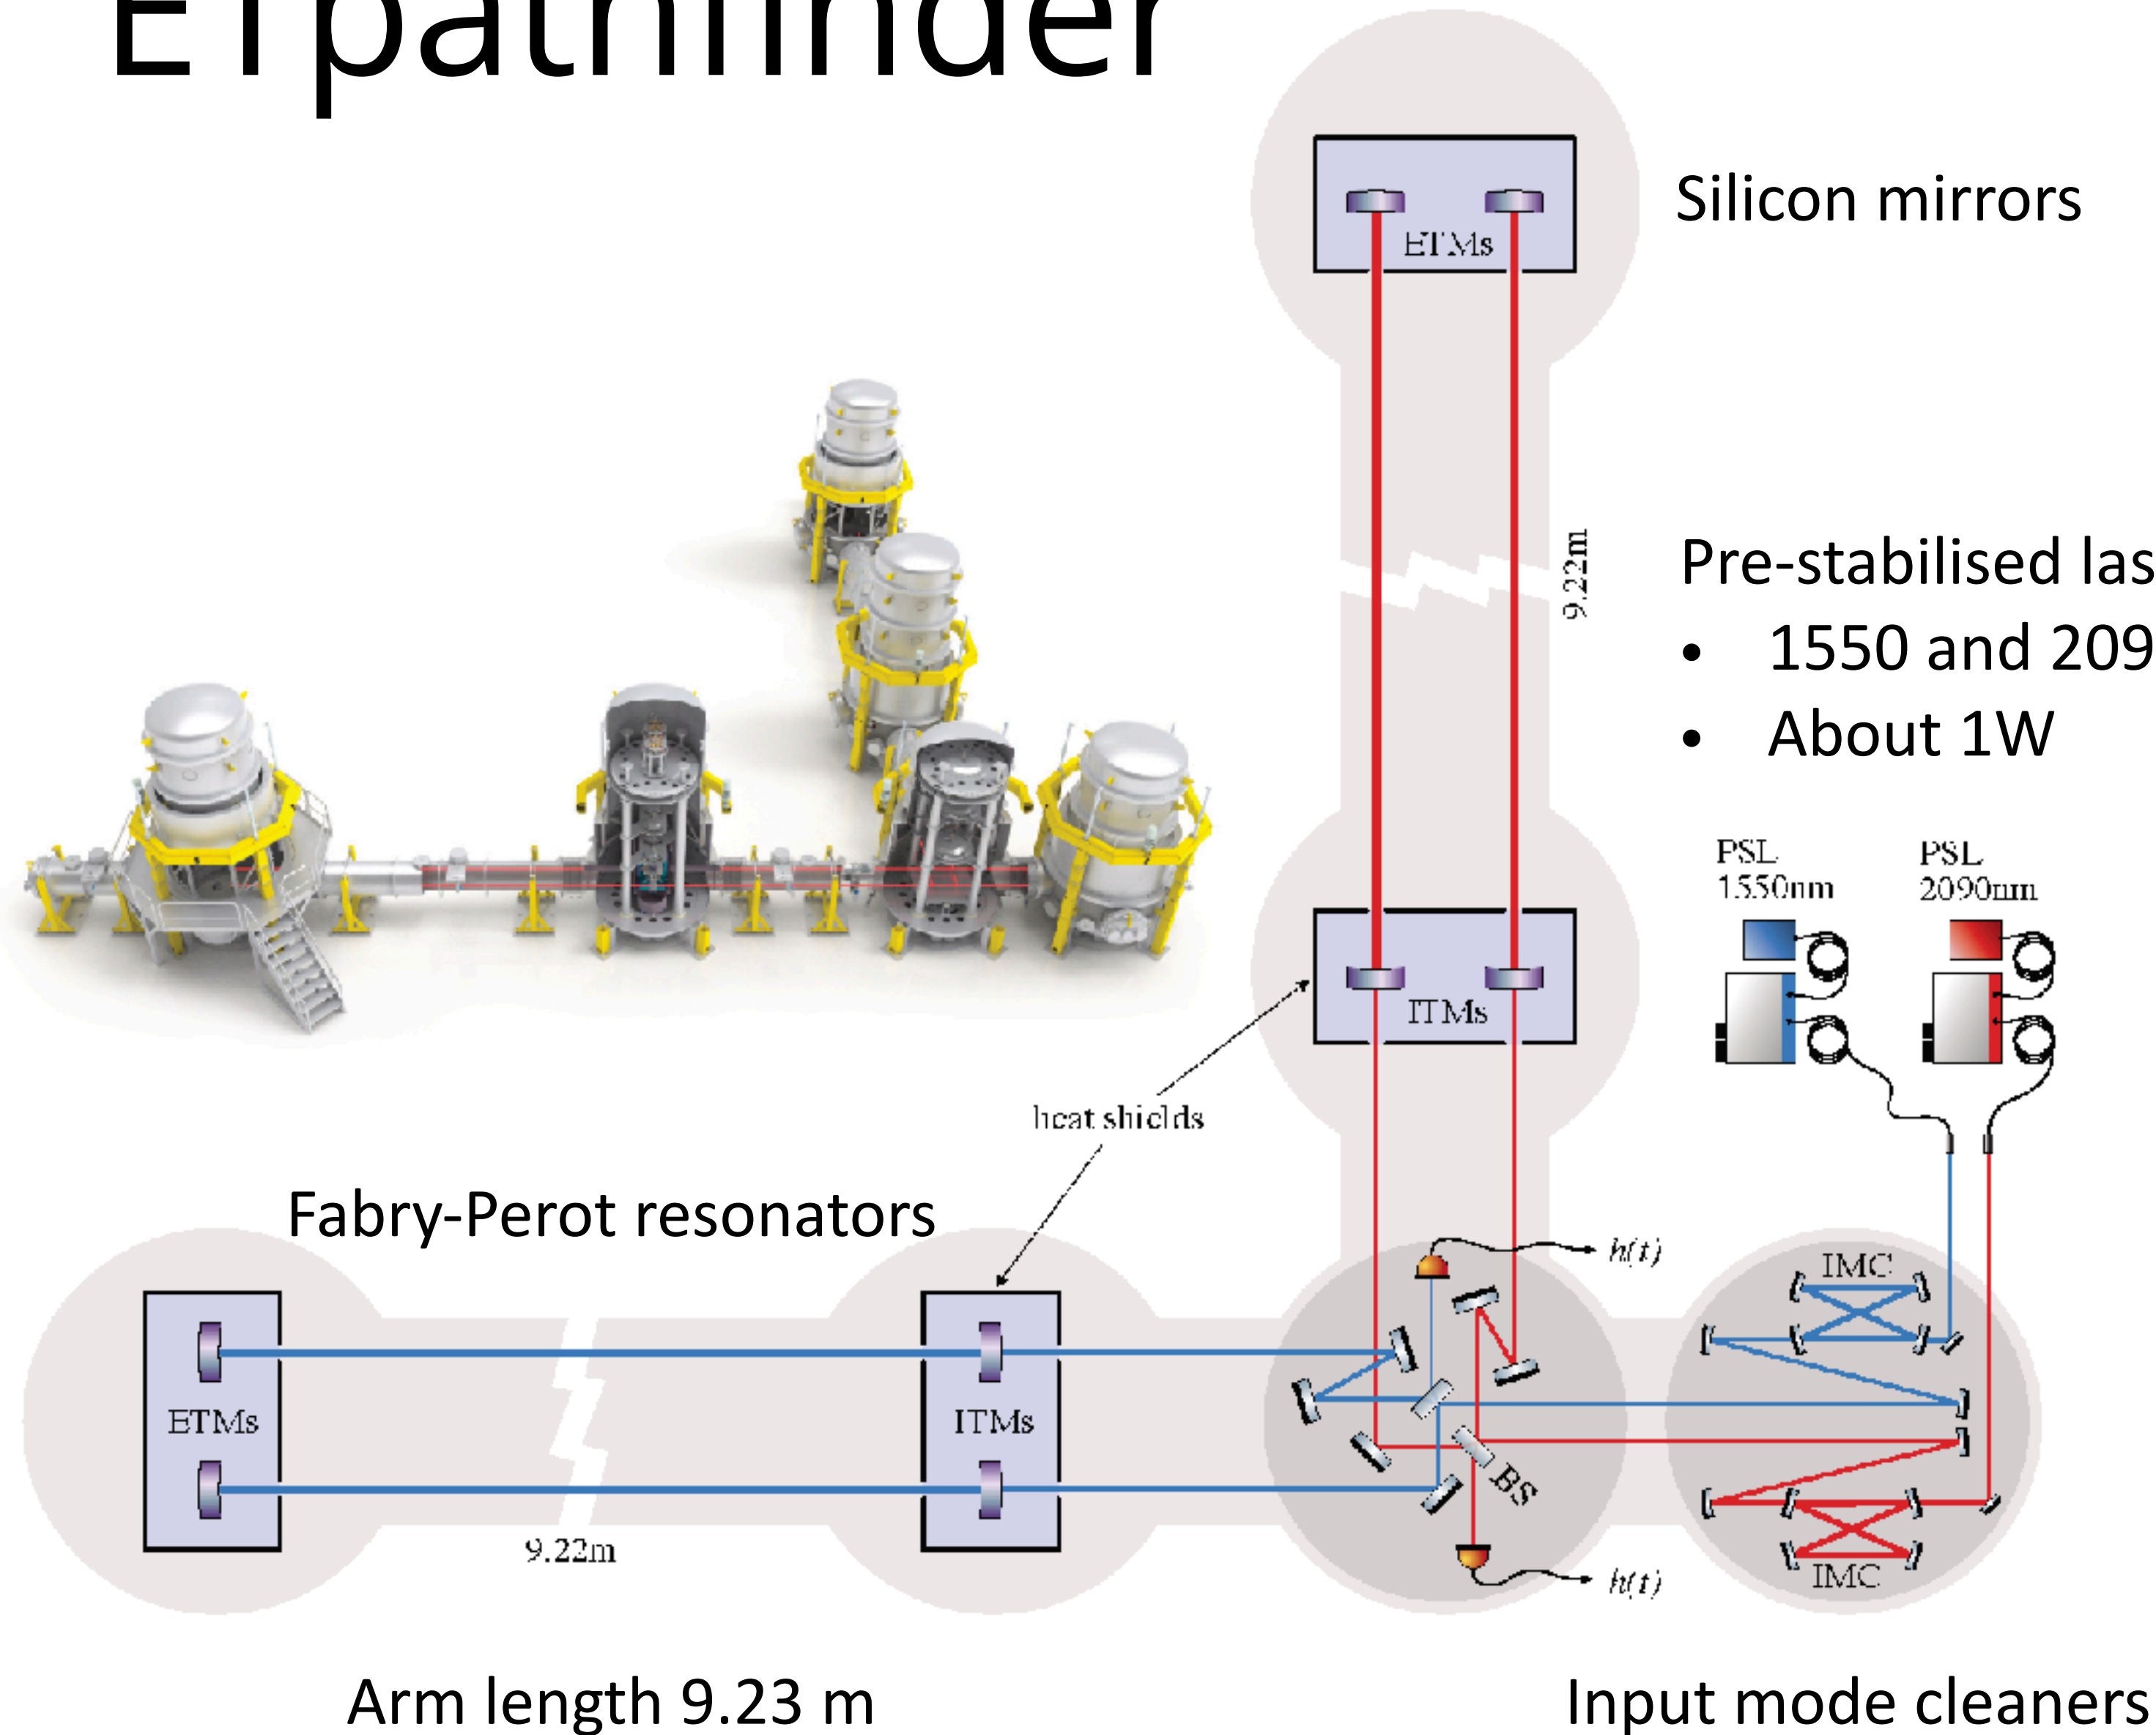 ETpathfinder
Silicon mirrors
ETMs
9.22m
Pre-stabilised las
• 1550 and 209
• About 1W
PSL
1550nm
PSL
2090nm
ITMs
heat shields
Fabry-Perot resonators
h(t)
IMC
ETMs
ITMs
BS
9.22m
h(t)
IMC
Arm length 9.23 m
Input mode cleaners